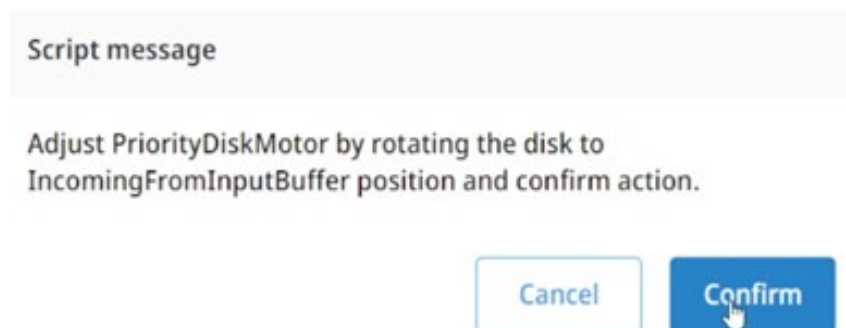 Script message
Adjust PriorityDiskMotor by rotating the disk to
IncomingFromInputBuffer position and confirm action.
Cancel
Confirm